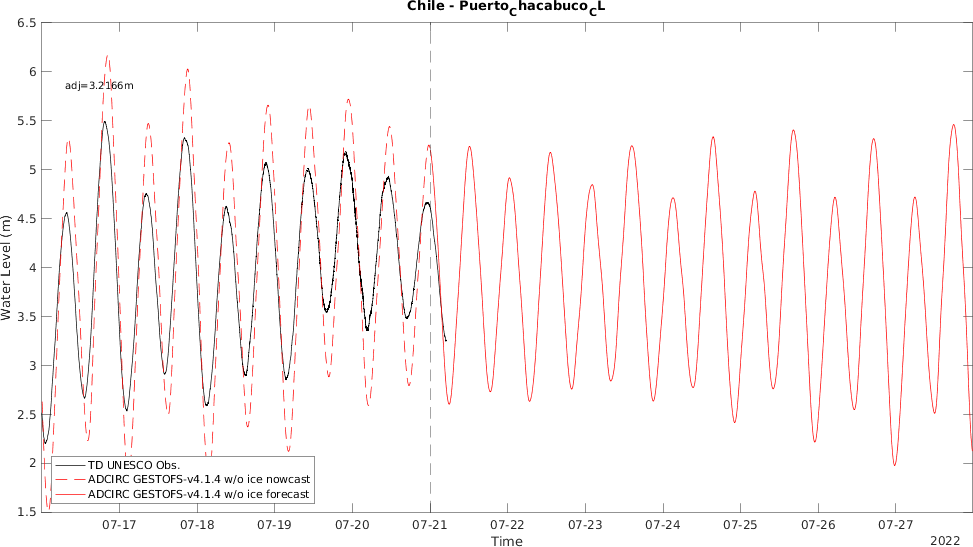 Chile - Puerto_Chacabuco_CL
6.5
6
5.5
5
4.5
4
3.5
3
2.5
2
1.5
Water Level (m)
adj=3.2166m
TD UNESCO Obs.
ADCIRC GESTOFS-v4.1.4 w/o ice nowcast
ADCIRC GESTOFS-v4.1.4 w/o ice forecast
07-17 07-18 07-19 07-20 07-21 07-22 07-23 07-24 07-25 07-26 07-27
Time
2022